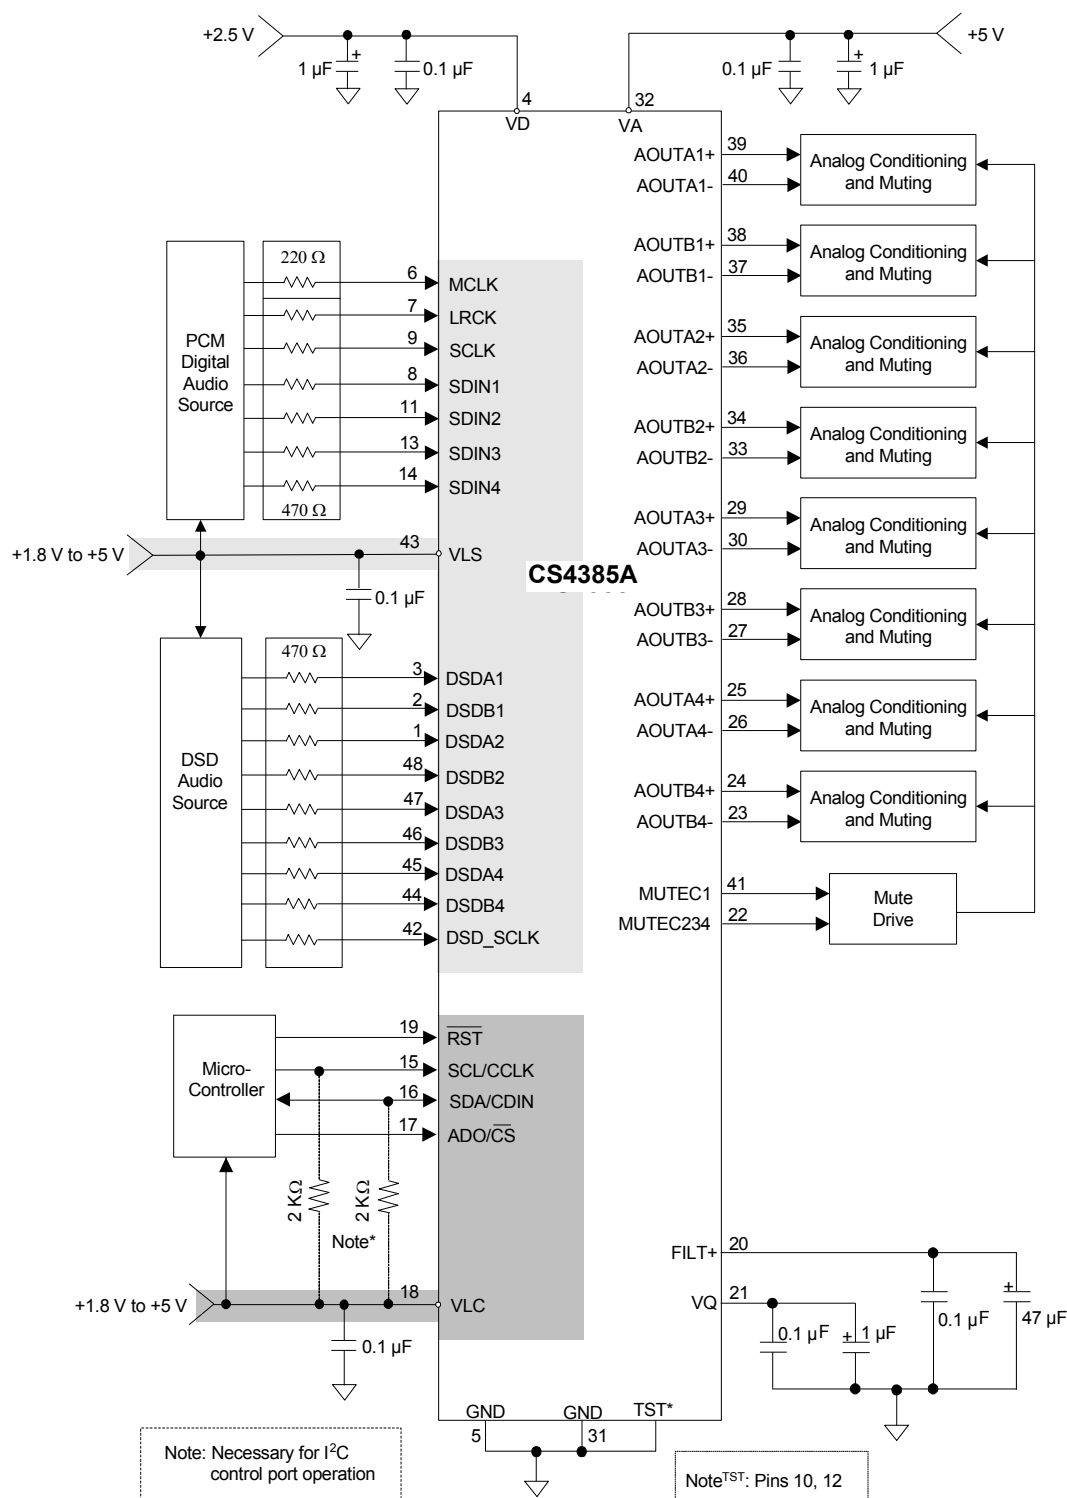 +2.5 V
1 µF
+
0.1 µF
+5 V
0.1 µF
+
1 µF
4
VD
32
VA
CS4385A
PCM
Digital
Audio
Source
220 Ω
470 Ω
6
MCLK
7
LRCK
9
SCLK
8
SDIN1
11
SDIN2
13
SDIN3
14
SDIN4
+1.8 V to +5 V
43
VLS
0.1 µF
DSD
Audio
Source
470 Ω
3
DSDA1
2
DSDB1
1
DSDA2
48
DSDB2
47
DSDA3
46
DSDB3
45
DSDA4
44
DSDB4
42
DSD_SCLK
Micro-
Controller
19
RST
15
SCL/CCLK
16
SDA/CDIN
17
ADO/CS
2 KΩ
2 KΩ
Note*
+1.8 V to +5 V
18
VLC
0.1 µF
AOUTA1+
39
AOUTA1-
40
Analog Conditioning
and Muting
AOUTB1+
38
AOUTB1-
37
Analog Conditioning
and Muting
AOUTA2+
35
AOUTA2-
36
Analog Conditioning
and Muting
AOUTB2+
34
AOUTB2-
33
Analog Conditioning
and Muting
AOUTA3+
29
AOUTA3-
30
Analog Conditioning
and Muting
AOUTB3+
28
AOUTB3-
27
Analog Conditioning
and Muting
AOUTA4+
25
AOUTA4-
26
Analog Conditioning
and Muting
AOUTB4+
24
AOUTB4-
23
Analog Conditioning
and Muting
MUTEC1
41
MUTEC234
22
Mute
Drive
FILT+
20
VQ
21
0.1 µF
+
1 µF
0.1 µF
+
47 µF
GND
5
GND
31
TST*
Note: Necessary for I²C
control port operation
Noteᵀˢᵀ: Pins 10, 12